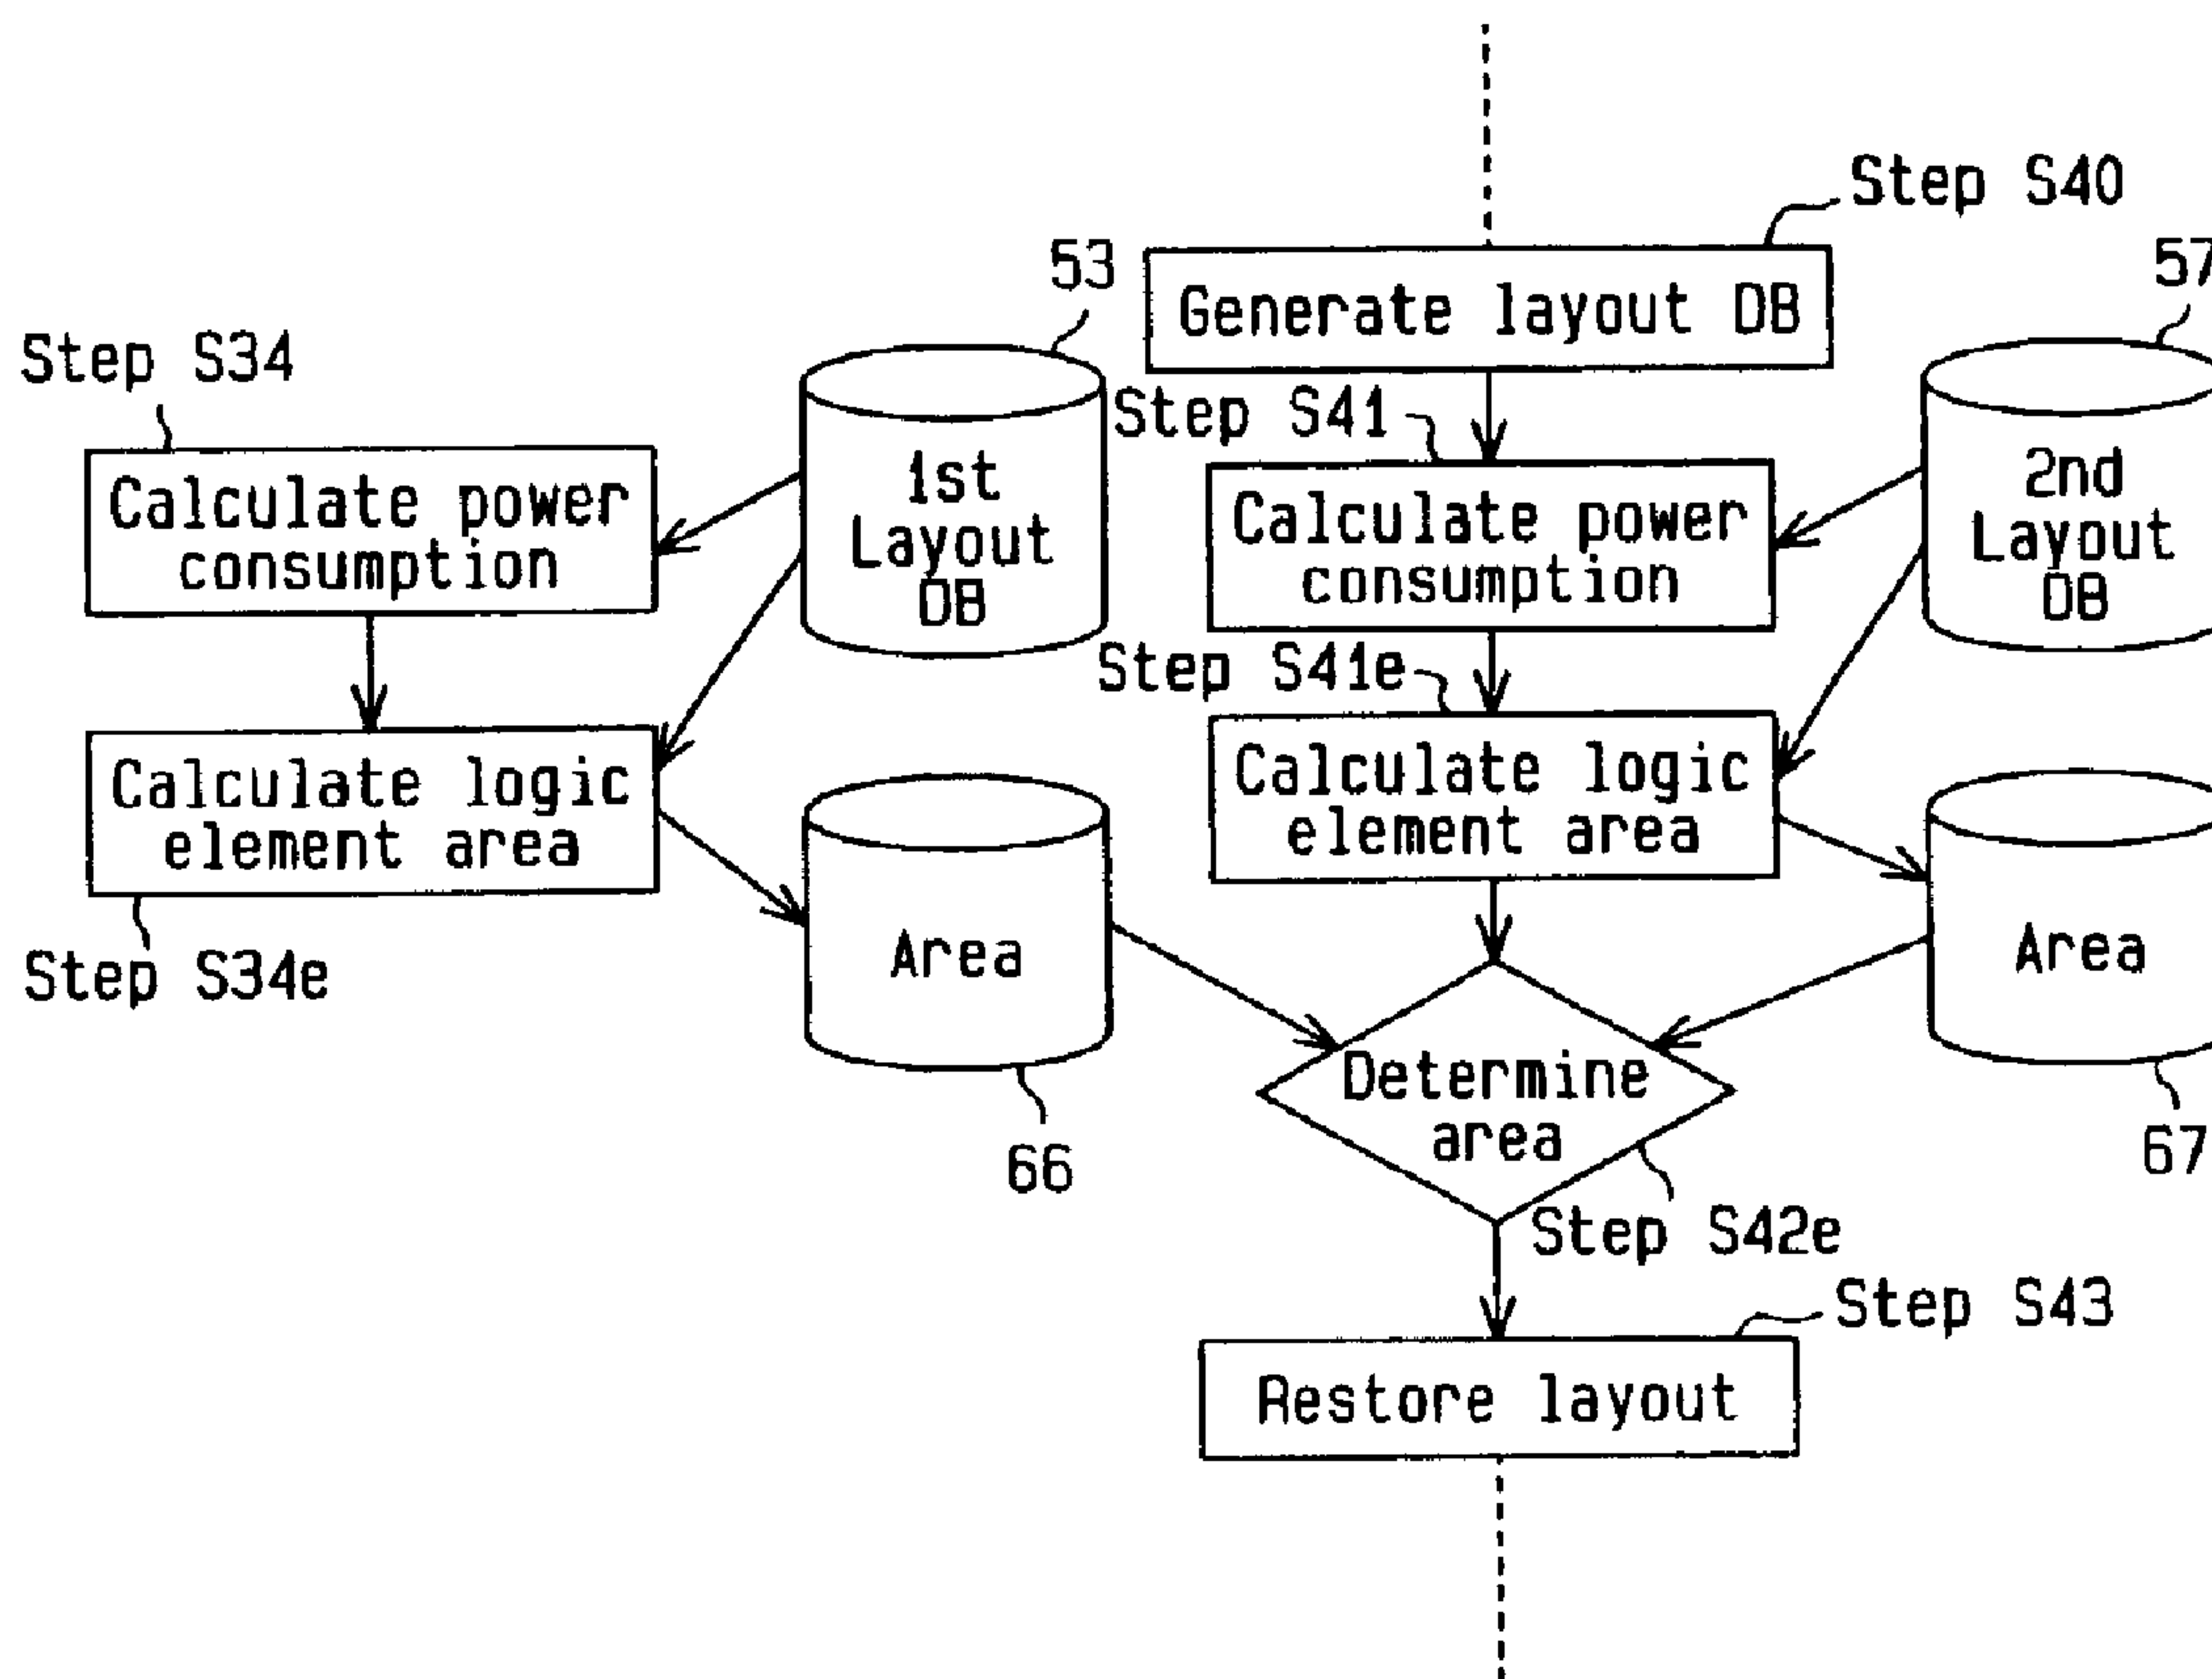 Step S40
53
Generate layout DB
57
Step S34
Step S41
1st
Layout
DB
2nd
Layout
DB
Calculate power
consumption
Calculate power
consumption
Step S41e
Calculate logic
element area
Calculate logic
element area
Step S34e
Area
Area
Determine
area
66
67
Step S42e
Step S43
Restore layout